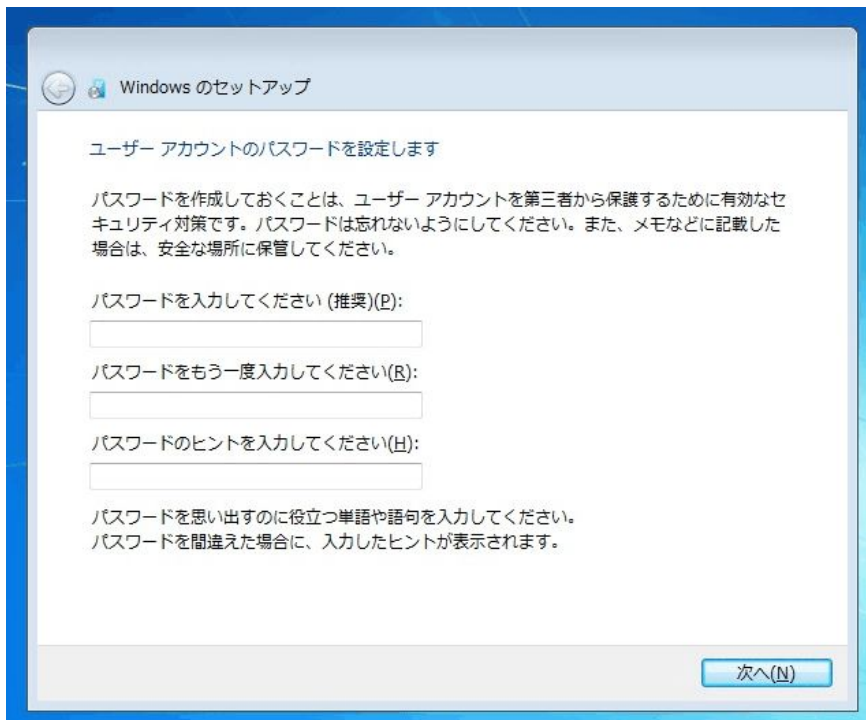 Windows のセットアップ
ユーザー アカウントのパスワードを設定します
パスワードを作成しておくことは、ユーザー アカウントを第三者から保護するために有効なセ
キュリティ対策です。パスワードは忘れないようにしてください。また、メモなどに記載した
場合は、安全な場所に保管してください。
パスワードを入力してください (推奨)(P):
パスワードをもう一度入力してください(R):
パスワードのヒントを入力してください(H):
パスワードを思い出すのに役立つ単語や語句を入力してください。
パスワードを間違えた場合に、入力したヒントが表示されます。
次へ(N)